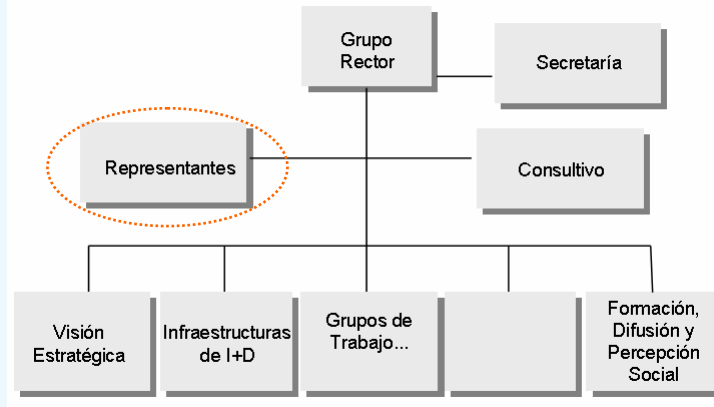 Grupo
Rector
Secretaría
Representantes
Consultivo
Visión
Estratégica
Infraestructuras
de I+D
Grupos de
Trabajo...
Formación,
Difusión y
Percepción
Social